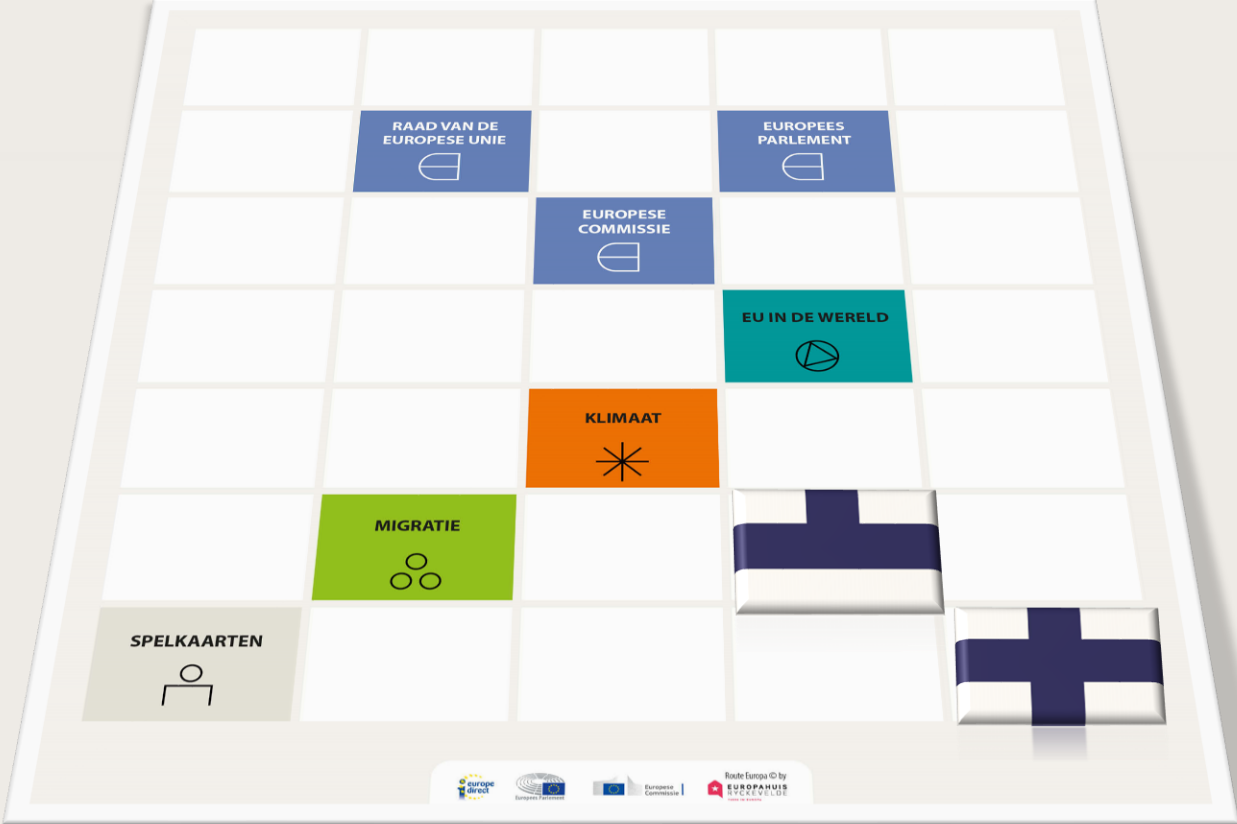 RAAD VAN DE
EUROPESE UNIE
EUROPEES
PARLEMENT
EUROPESE
COMMISSIE
EU IN DE WERELD
KLIMAAT
MIGRATIE
SPELKAARTEN
europe
direct
Europees Parlement
Europese
Commissie
Route Europa © by
EUROPAHUIS
RYCKEVELDE